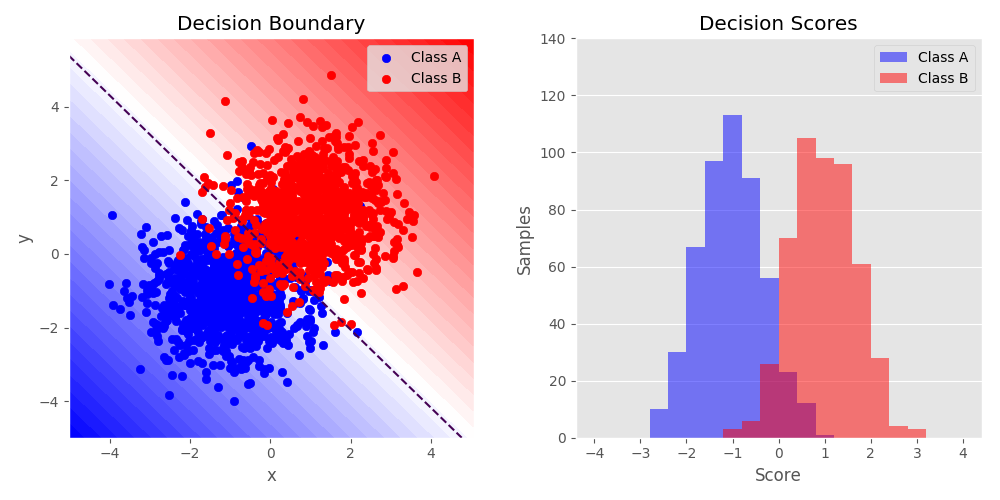 Decision Boundary
Class A
Class B
4
2
0
−2
−4
y
−4 −2 0 2 4
x
Decision Scores
Class A
Class B
140
120
100
80
60
40
20
0
Samples
−4 −3 −2 −1 0 1 2 3 4
Score